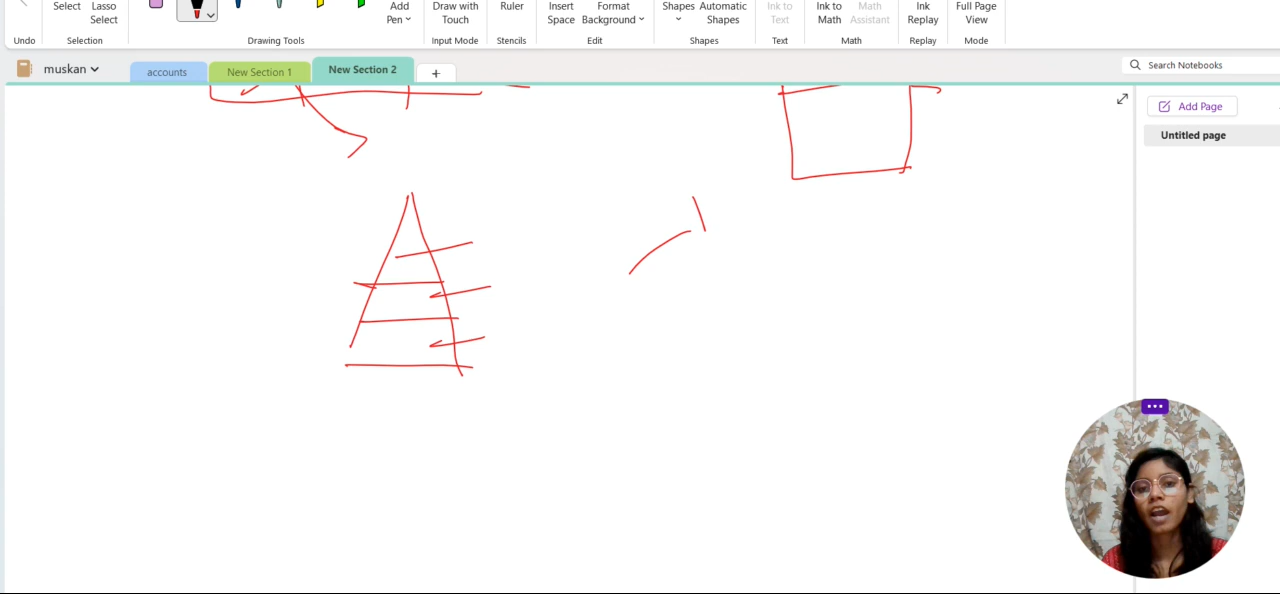 Select Lasso Select Add Pen Draw with Touch Ruler Insert Space Format Background Shapes Automatic Shapes Ink to Text Ink to Math Math Assistant Ink Replay Full Page View
Undo Selection Drawing Tools Input Mode Stencils Edit Shapes Text Math Replay Mode
muskan accounts New Section 1 New Section 2 + Search Notebooks
Add Page
Untitled page